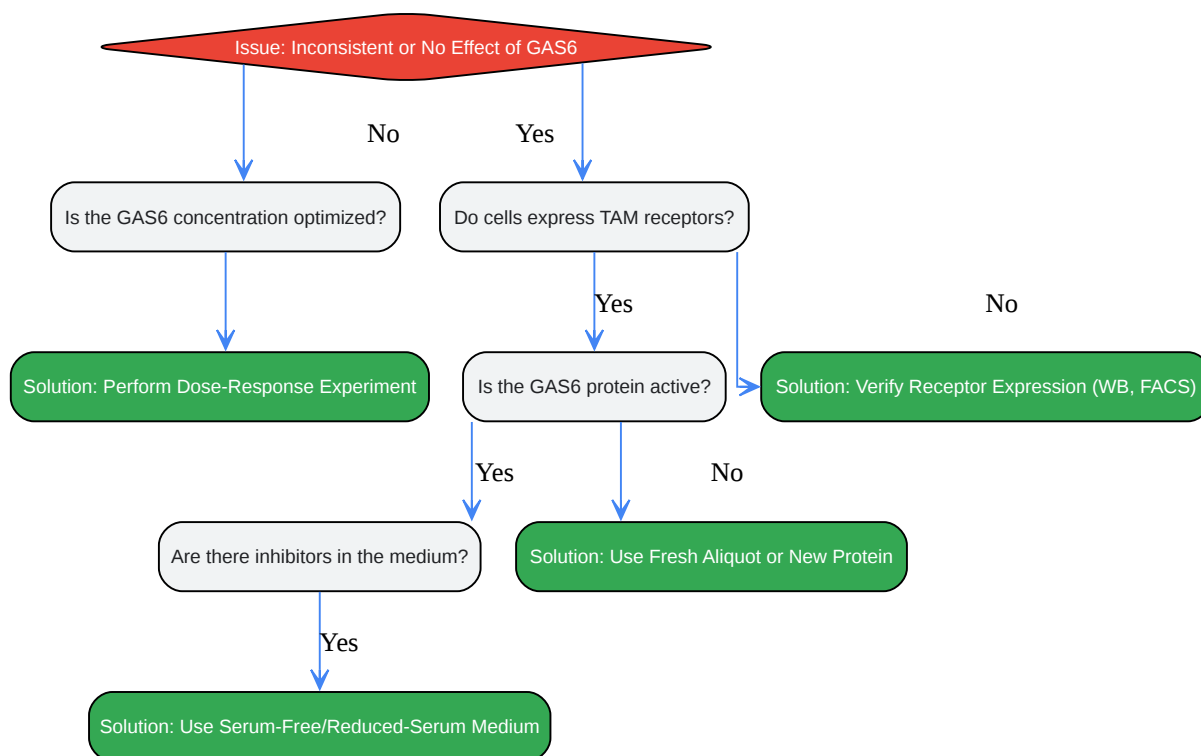 Issue: Inconsistent or No Effect of GAS6
No
Yes
Is the GAS6 concentration optimized?
Do cells express TAM receptors?
Yes
No
Solution: Perform Dose-Response Experiment
Is the GAS6 protein active?
Solution: Verify Receptor Expression (WB, FACS)
Yes
No
Are there inhibitors in the medium?
Solution: Use Fresh Aliquot or New Protein
Yes
Solution: Use Serum-Free/Reduced-Serum Medium